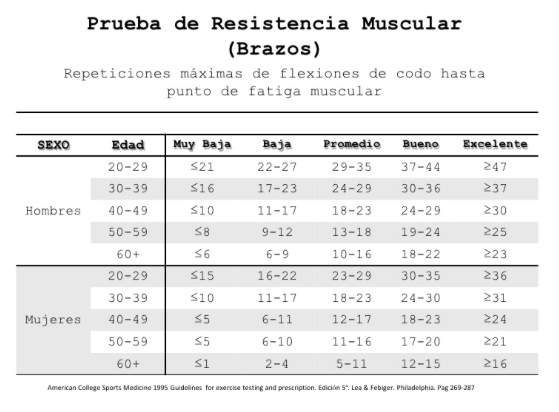 Prueba de Resistencia Muscular
(Brazos)
Repeticiones máximas de flexiones de codo hasta
punto de fatiga muscular
SEXO Edad Muy Baja Baja Promedio Bueno Excelente
20-29 ≤21 22-27 29-35 37-44 ≥47
30-39 ≤16 17-23 24-29 30-36 ≥37
Hombres 40-49 ≤10 11-17 18-23 24-29 ≥30
50-59 ≤8 9-12 13-18 19-24 ≥25
60+ ≤6 6-9 10-16 18-22 ≥23
20-29 ≤15 16-22 23-29 30-35 ≥36
30-39 ≤10 11-17 18-23 24-30 ≥31
Mujeres 40-49 ≤5 6-11 12-17 18-23 ≥24
50-59 ≤5 6-10 11-16 17-20 ≥21
60+ ≤1 2-4 5-11 12-15 ≥16
American College Sports Medicine 1995 Guidelines for exercise testing and prescription. Edición 5°. Lea & Febiger. Philadelphia. Pag 269-287